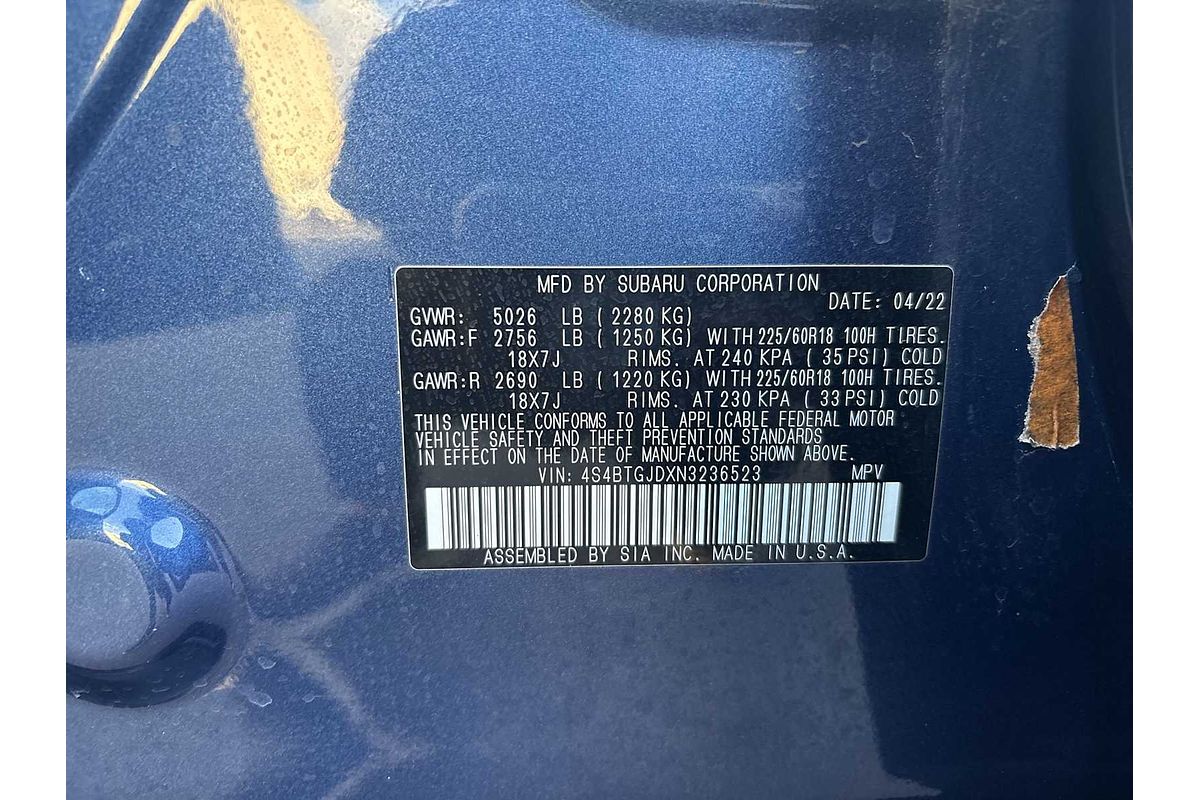 MFD BY SUBARU CORPORATION
DATE: 04/22
GVWR: 5026 LB ( 2280 KG)
GAWR:F 2756 LB ( 1250 KG) WITH 225/60R18 100H TIRES.
18X7J RIMS. AT 240 KPA ( 35 PSI) COLD
GAWR:R 2690 LB ( 1220 KG) WITH 225/60R18 100H TIRES.
18X7J RIMS. AT 230 KPA ( 33 PSI) COLD
THIS VEHICLE CONFORMS TO ALL APPLICABLE FEDERAL MOTOR
VEHICLE SAFETY AND THEFT PREVENTION STANDARDS
IN EFFECT ON THE DATE OF MANUFACTURE SHOWN ABOVE.
VIN: 4S4BTGJDXN3236523 MPV
ASSEMBLED BY SIA INC. MADE IN U.S.A.